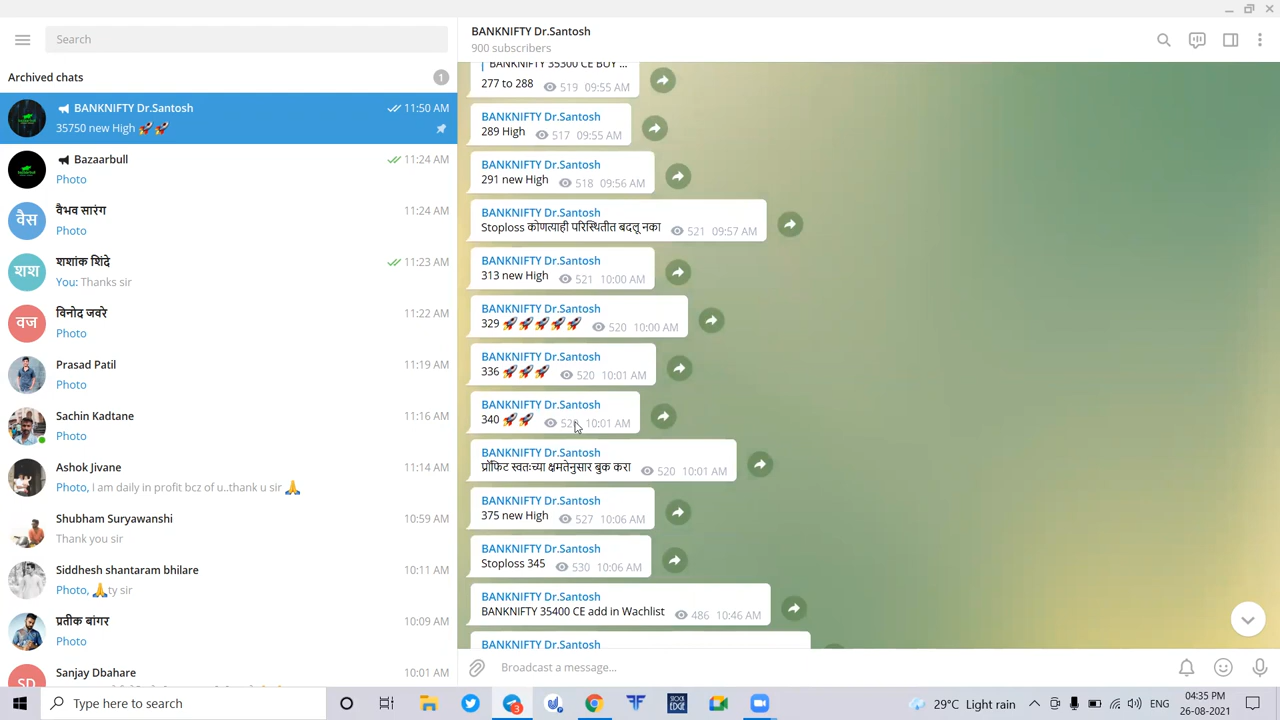 Search
BANKNIFTY Dr.Santosh
900 subscribers
Archived chats
1
BANKNIFTY Dr.Santosh
11:50 AM
35750 new High 🚀 🚀
Bazaarbull
11:24 AM
Photo
वैस
वैभव सारंग
11:24 AM
Photo
शश
शशांक शिंदे
11:23 AM
You: Thanks sir
वज
विनोद जवरे
11:22 AM
Photo
Prasad Patil
11:19 AM
Photo
Sachin Kadtane
11:16 AM
Photo
Ashok Jivane
11:14 AM
Photo, I am daily in profit bcz of u..thank u sir 🙏
Shubham Suryawanshi
10:59 AM
Thank you sir
Siddhesh shantaram bhilare
10:11 AM
Photo, 🙏ty sir
प्रतीक बांगर
10:09 AM
Photo
SD
Sanjay Dbahare
10:01 AM
BANKNIFTY 35300 CE BUY ...
277 to 288 519 09:55 AM
BANKNIFTY Dr.Santosh
289 High 517 09:55 AM
BANKNIFTY Dr.Santosh
291 new High 518 09:56 AM
BANKNIFTY Dr.Santosh
Stoploss कोणत्याही परिस्थितीत बदलू नका 521 09:57 AM
BANKNIFTY Dr.Santosh
313 new High 521 10:00 AM
BANKNIFTY Dr.Santosh
329 🚀🚀🚀🚀🚀 520 10:00 AM
BANKNIFTY Dr.Santosh
336 🚀🚀🚀 520 10:01 AM
BANKNIFTY Dr.Santosh
340 🚀🚀 10:01 AM
BANKNIFTY Dr.Santosh
प्रॉफिट स्वतःच्या क्षमतेनुसार बुक करा 520 10:01 AM
BANKNIFTY Dr.Santosh
375 new High 527 10:06 AM
BANKNIFTY Dr.Santosh
Stoploss 345 530 10:06 AM
BANKNIFTY Dr.Santosh
BANKNIFTY 35400 CE add in Wachlist 486 10:46 AM
BANKNIFTY Dr.Santosh
Broadcast a message...
Type here to search
3
STOCK EDGE
29°C Light rain
ENG
04:35 PM
26-08-2021